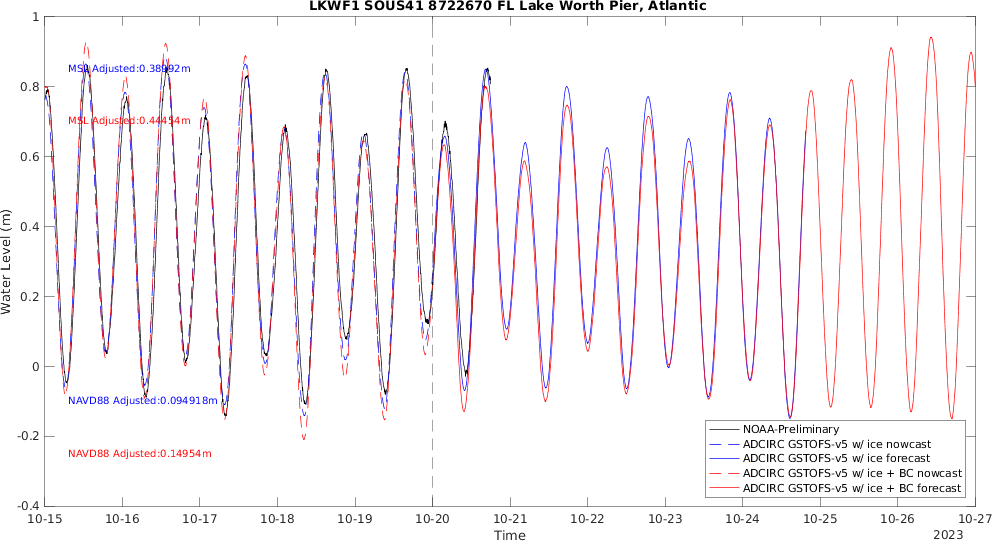 LKWF1 SOUS41 8722670 FL Lake Worth Pier, Atlantic
1
0.8
0.6
0.4
0.2
0
-0.2
-0.4
Water Level (m)
MSL Adjusted:0.38992m
MSL Adjusted:0.44454m
NAVD88 Adjusted:0.094918m
NAVD88 Adjusted:0.14954m
NOAA-Preliminary
ADCIRC GSTOFS-v5 w/ ice nowcast
ADCIRC GSTOFS-v5 w/ ice forecast
ADCIRC GSTOFS-v5 w/ ice + BC nowcast
ADCIRC GSTOFS-v5 w/ ice + BC forecast
10-15 10-16 10-17 10-18 10-19 10-20 10-21 10-22 10-23 10-24 10-25 10-26 10-27
Time
2023